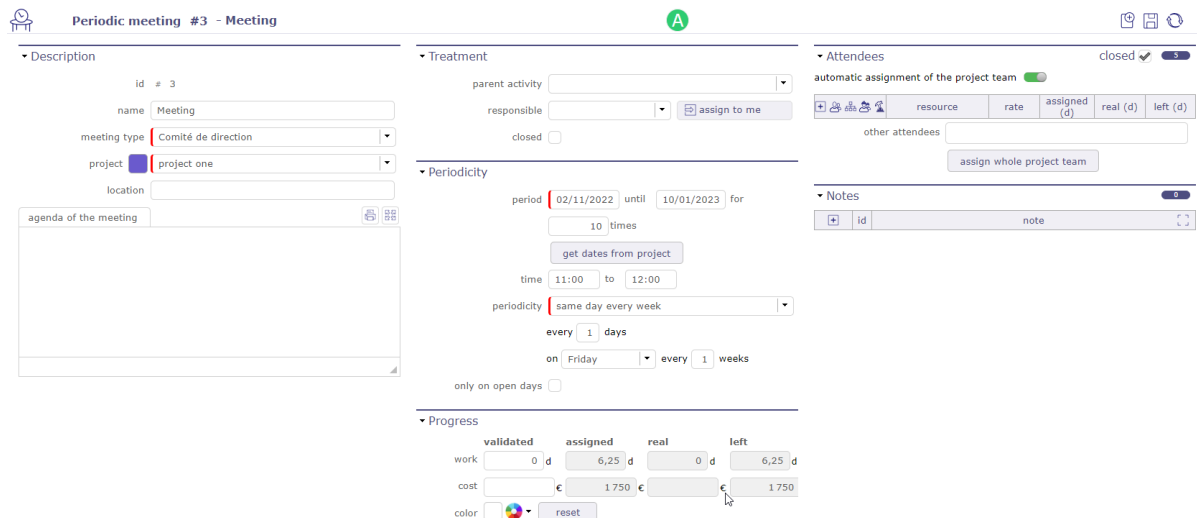 Periodic meeting #3 - Meeting
A
Description
id # 3
name Meeting
meeting type Comité de direction
project project one
location
agenda of the meeting
Treatment
parent activity
responsible assign to me
closed
Periodicity
period 02/11/2022 until 10/01/2023 for
10 times
get dates from project
time 11:00 to 12:00
periodicity same day every week
every 1 days
on Friday every 1 weeks
only on open days
Progress
validated assigned real left
work 0 d 6,25 d 0 d 6,25 d
cost € 1 750 € € 1 750
color reset
Attendees closed 5
automatic assignment of the project team
resource rate assigned (d) real (d) left (d)
other attendees
assign whole project team
Notes 0
id note